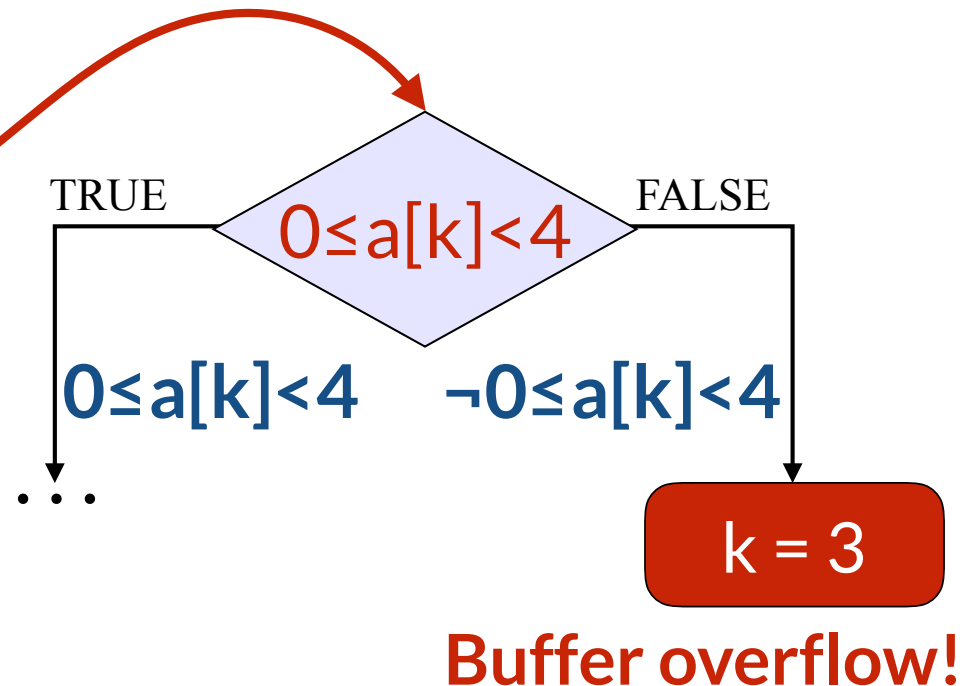 TRUE
FALSE
0≤a[k]<4
0≤a[k]<4
¬0≤a[k]<4
...
k = 3
Buffer overflow!